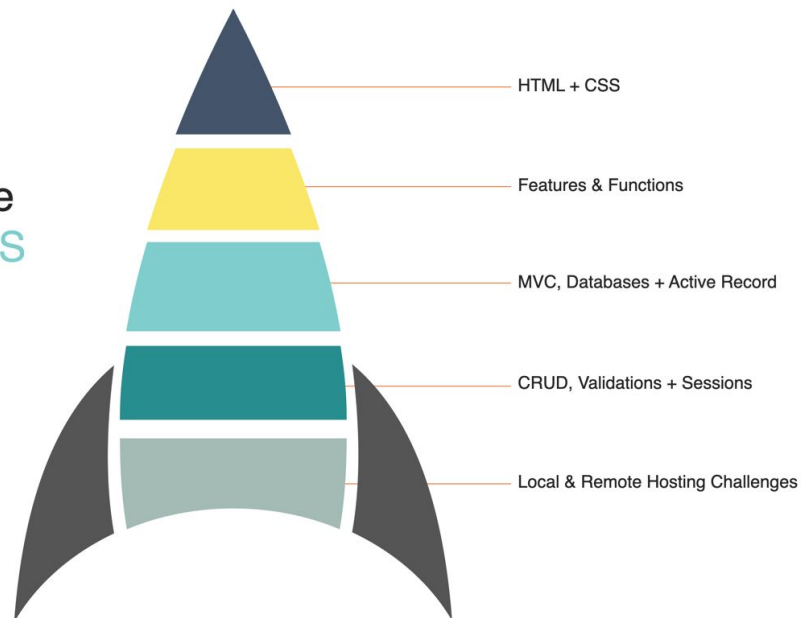 HTML + CSS
Features & Functions
MVC, Databases + Active Record
CRUD, Validations + Sessions
Local & Remote Hosting Challenges